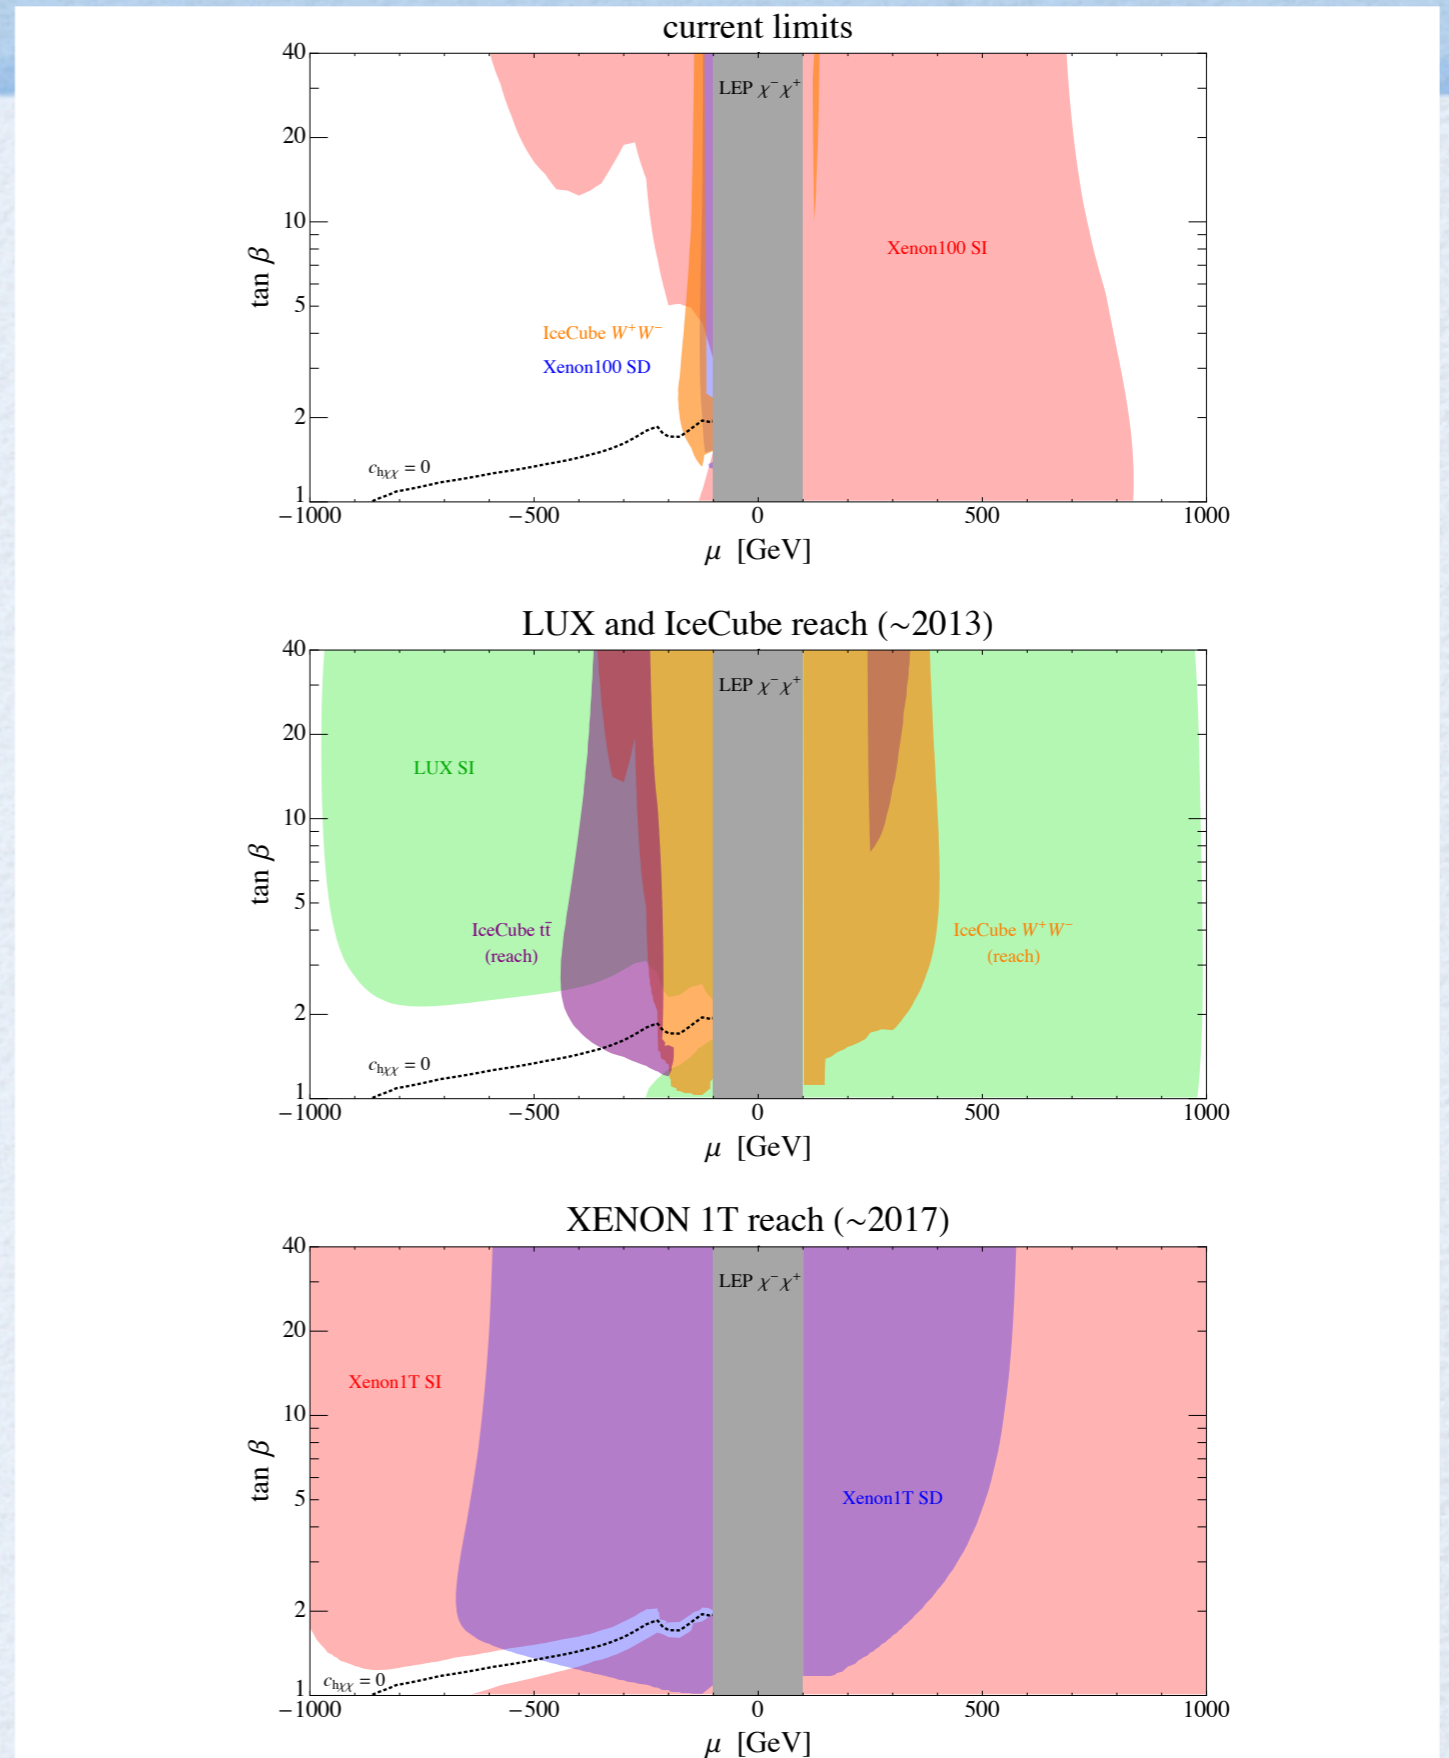 current limits
40
LEP χ⁻χ⁺
20
10
Xenon100 SI
tan β
5
IceCube W⁺W⁻
Xenon100 SD
2
c_hχχ = 0
1
−1000 −500 0 500 1000
μ [GeV]
LUX and IceCube reach (~2013)
40
LEP χ⁻χ⁺
20
LUX SI
10
tan β
5
IceCube tt̄ IceCube W⁺W⁻
(reach) (reach)
2
c_hχχ = 0
1
−1000 −500 0 500 1000
μ [GeV]
XENON 1T reach (~2017)
40
LEP χ⁻χ⁺
20
Xenon1T SI
10
tan β
5
Xenon1T SD
2
c_hχχ = 0
1
−1000 −500 0 500 1000
μ [GeV]